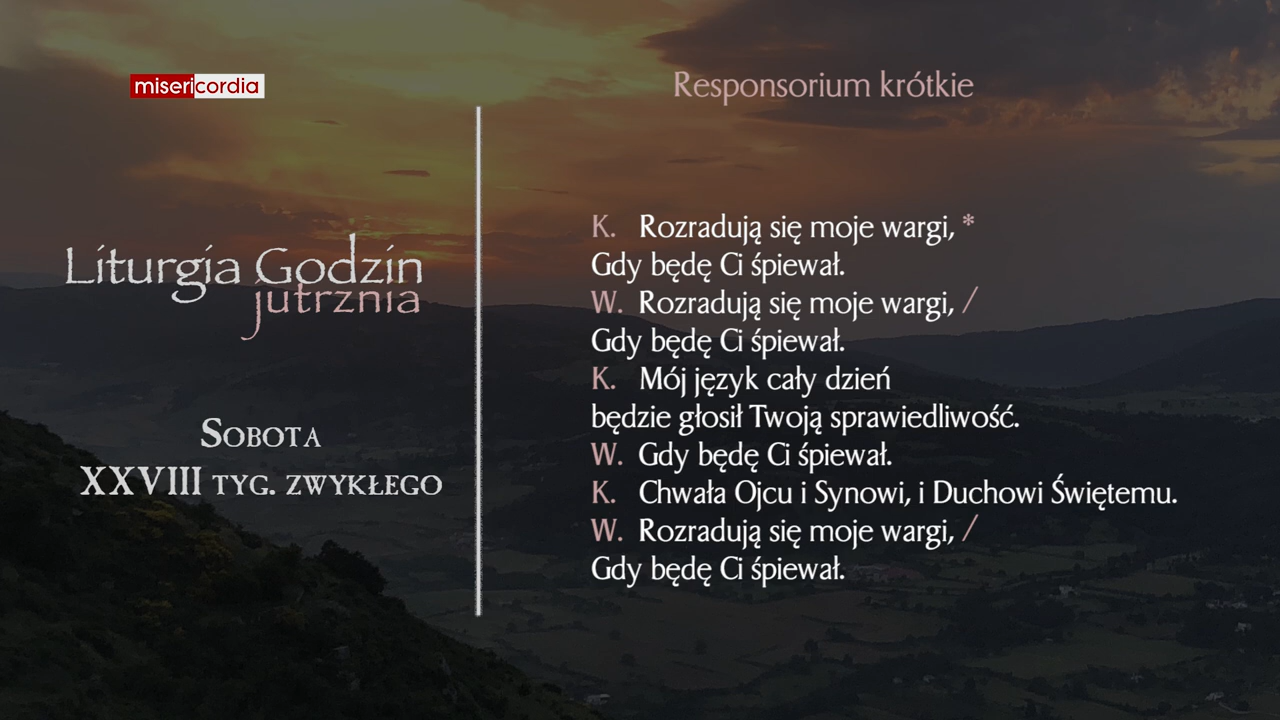 misericordia
Liturgia Godzin
jutrznia
Sobota
XXVIII tyg. zwykłego
Responsorium krótkie
K. Rozradują się moje wargi, *
Gdy będę Ci śpiewał.
W. Rozradują się moje wargi, /
Gdy będę Ci śpiewał.
K. Mój język cały dzień
będzie głosił Twoją sprawiedliwość.
W. Gdy będę Ci śpiewał.
K. Chwała Ojcu i Synowi, i Duchowi Świętemu.
W. Rozradują się moje wargi, /
Gdy będę Ci śpiewał.